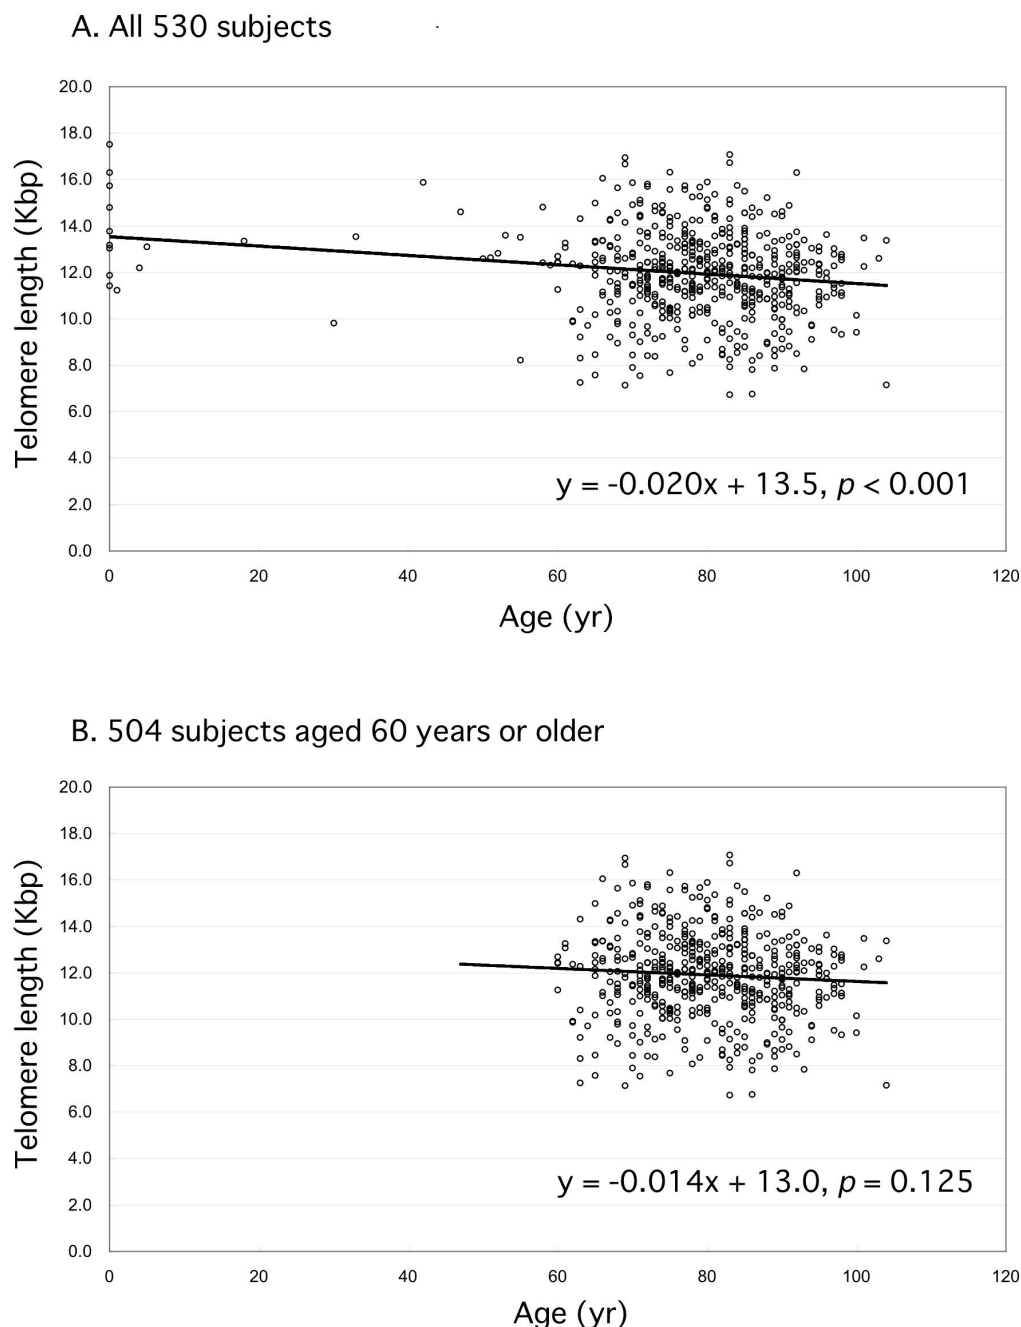 A. All 530 subjects
20.0
18.0
16.0
14.0
12.0
10.0
8.0
6.0
4.0
2.0
0.0
Telomere length (Kbp)
y = -0.020x + 13.5, p < 0.001
0 20 40 60 80 100 120
Age (yr)
B. 504 subjects aged 60 years or older
20.0
18.0
16.0
14.0
12.0
10.0
8.0
6.0
4.0
2.0
0.0
Telomere length (Kbp)
y = -0.014x + 13.0, p = 0.125
0 20 40 60 80 100 120
Age (yr)